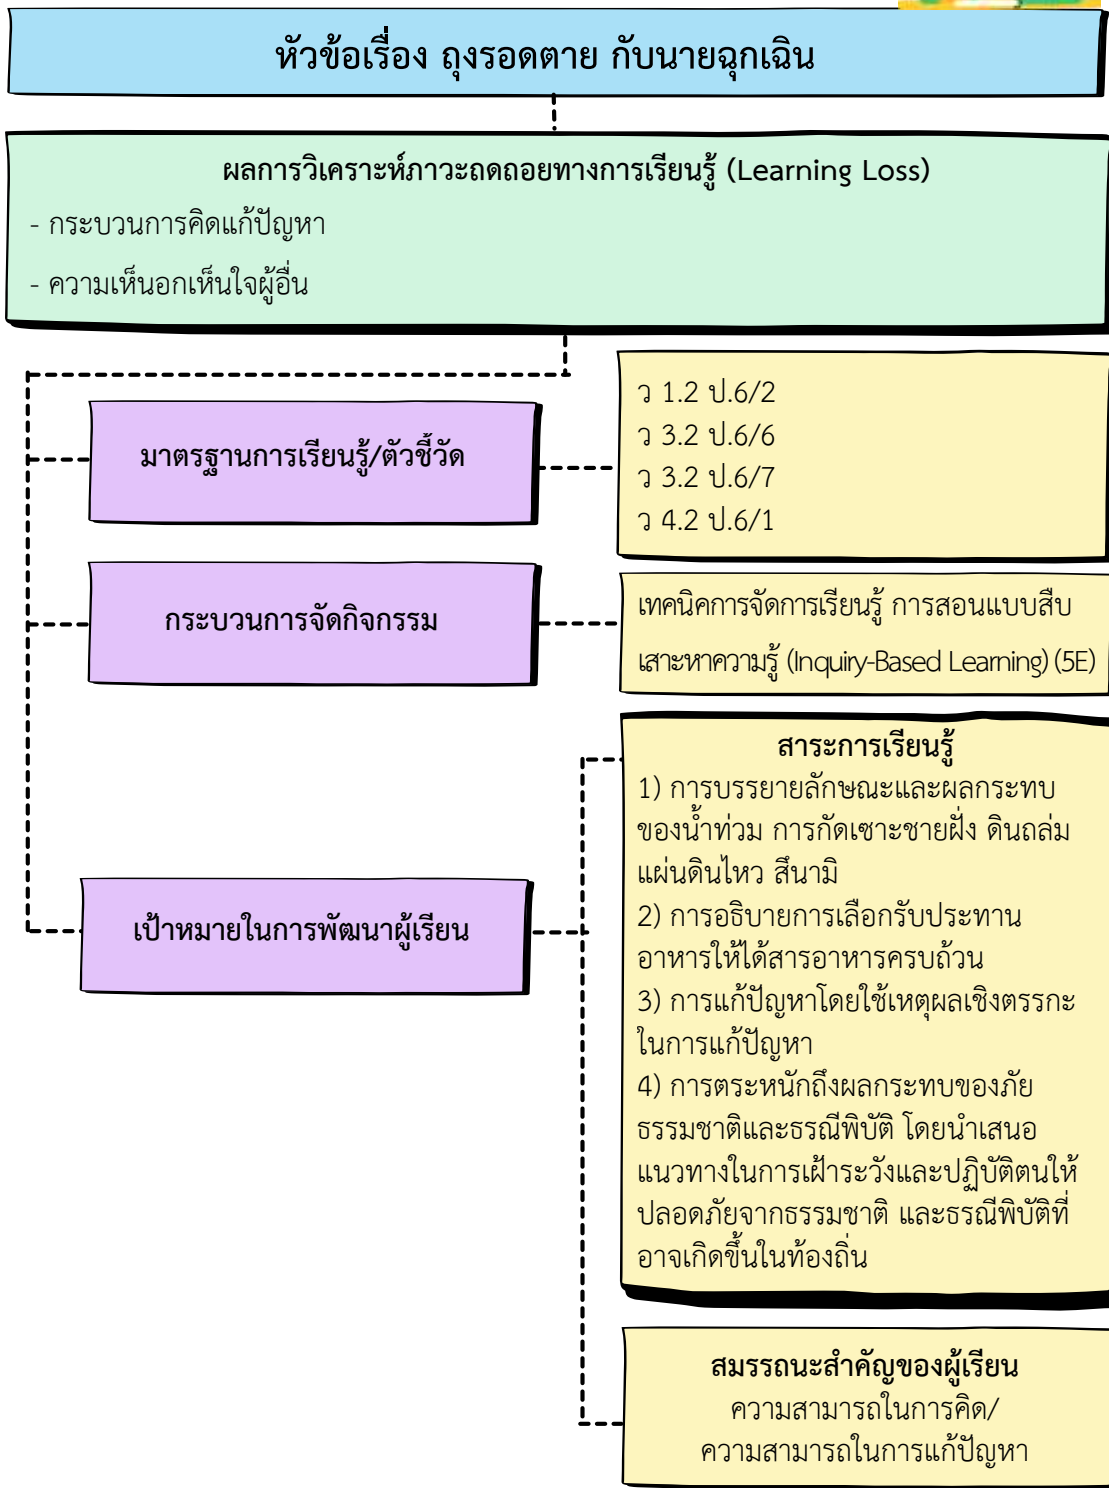 หัวข้อเรื่อง ถุงรอดตาย กับนายฉุกเฉิน
ผลการวิเคราะห์ภาวะถดถอยทางการเรียนรู้ (Learning Loss)
- กระบวนการคิดแก้ปัญหา
- ความเห็นอกเห็นใจผู้อื่น
มาตรฐานการเรียนรู้/ตัวชี้วัด
ว 1.2 ป.6/2
ว 3.2 ป.6/6
ว 3.2 ป.6/7
ว 4.2 ป.6/1
กระบวนการจัดกิจกรรม
เทคนิคการจัดการเรียนรู้ การสอนแบบสืบ
เสาะหาความรู้ (Inquiry-Based Learning) (5E)
เป้าหมายในการพัฒนาผู้เรียน
สาระการเรียนรู้
1) การบรรยายลักษณะและผลกระทบ
ของน้ำท่วม การกัดเซาะชายฝั่ง ดินถล่ม
แผ่นดินไหว สึนามิ
2) การอธิบายการเลือกรับประทาน
อาหารให้ได้สารอาหารครบถ้วน
3) การแก้ปัญหาโดยใช้เหตุผลเชิงตรรกะ
ในการแก้ปัญหา
4) การตระหนักถึงผลกระทบของภัย
ธรรมชาติและธรณีพิบัติ โดยนำเสนอ
แนวทางในการเฝ้าระวังและปฏิบัติตนให้
ปลอดภัยจากธรรมชาติ และธรณีพิบัติที่
อาจเกิดขึ้นในท้องถิ่น
สมรรถนะสำคัญของผู้เรียน
ความสามารถในการคิด/
ความสามารถในการแก้ปัญหา